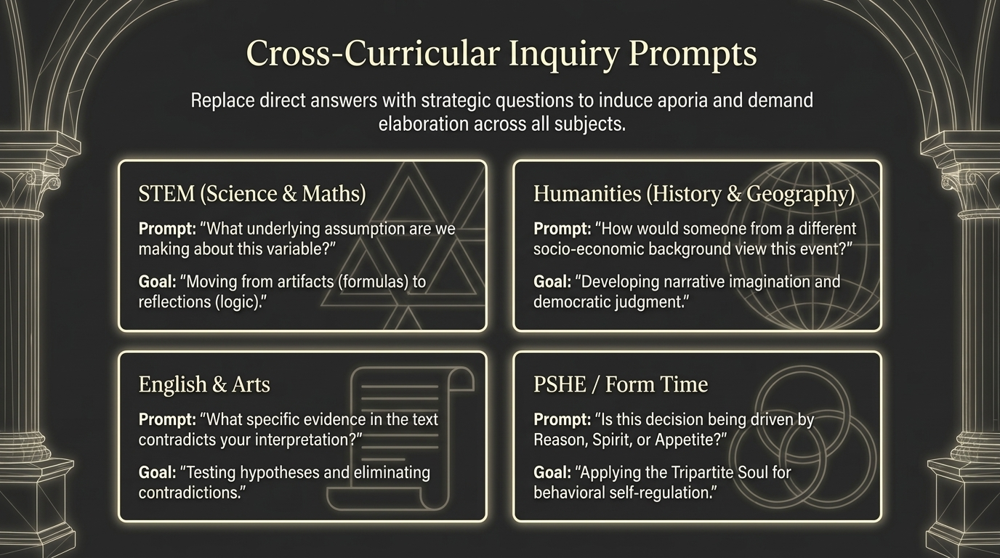 Cross-Curricular Inquiry Prompts
Replace direct answers with strategic questions to induce aporia and demand
elaboration across all subjects.
STEM (Science & Maths)
Prompt: “What underlying assumption are we
making about this variable?”
Goal: “Moving from artifacts (formulas) to
reflections (logic).”
Humanities (History & Geography)
Prompt: “How would someone from a different
socio-economic background view this event?”
Goal: “Developing narrative imagination and
democratic judgment.”
English & Arts
Prompt: “What specific evidence in the text
contradicts your interpretation?”
Goal: “Testing hypotheses and eliminating
contradictions.”
PSHE / Form Time
Prompt: “Is this decision being driven by
Reason, Spirit, or Appetite?”
Goal: “Applying the Tripartite Soul for
behavioral self-regulation.”